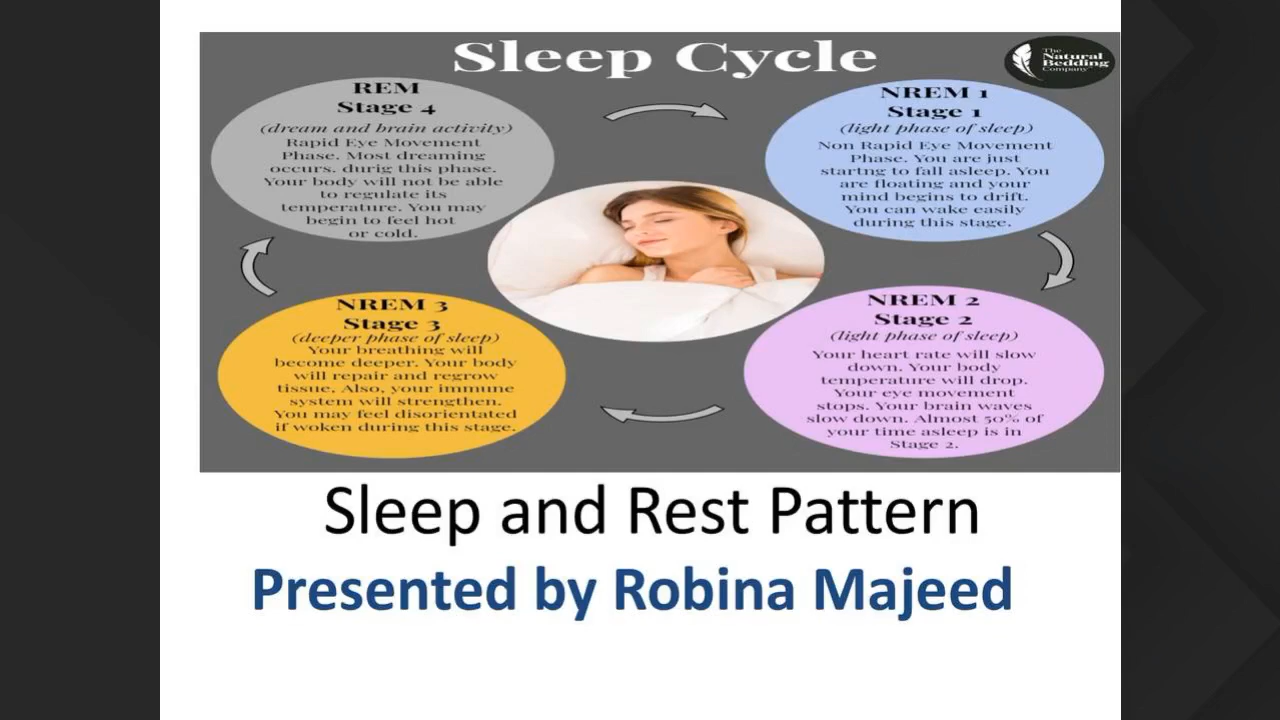 Sleep Cycle
The
Natural
Bedding
Company
REM
Stage 4
(dream and brain activity)
Rapid Eye Movement
Phase. Most dreaming
occurs. durig this phase.
Your body will not be able
to regulate its
temperature. You may
begin to feel hot
or cold.
NREM 1
Stage 1
(light phase of sleep)
Non Rapid Eye Movement
Phase. You are just
startng to fall asleep. You
are floating and your
mind begins to drift.
You can wake easily
during this stage.
NREM 3
Stage 3
(deeper phase of sleep)
Your breathing will
become deeper. Your body
will repair and regrow
tissue. Also, your immune
system will strengthen.
You may feel disorientated
if woken during this stage.
NREM 2
Stage 2
(light phase of sleep)
Your heart rate will slow
down. Your body
temperature will drop.
Your eye movement
stops. Your brain waves
slow down. Almost 50% of
your time asleep is in
Stage 2.
Sleep and Rest Pattern
Presented by Robina Majeed